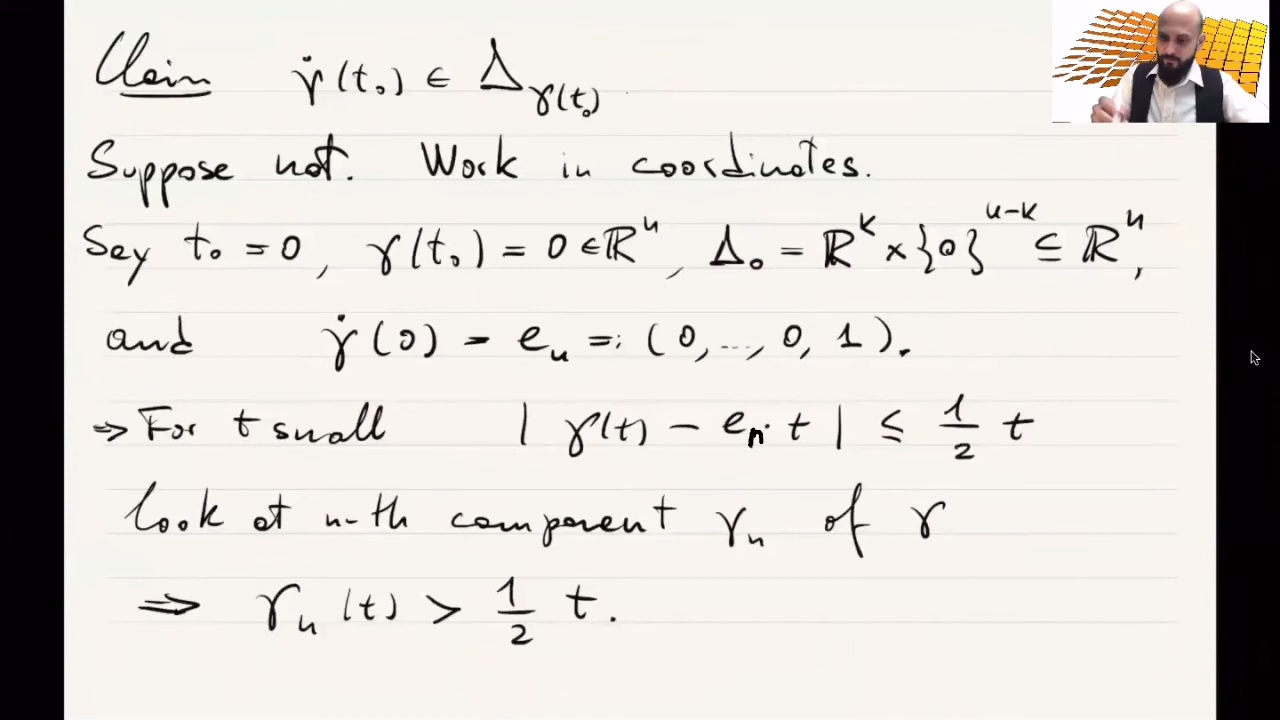 Claim γ̇(t₀) ∈ Δ_γ(t₀)
Suppose not. Work in coordinates.
Say t₀ = 0, γ(t₀) = 0 ∈ ℝⁿ, Δ₀ = ℝᵏ × {0}ⁿ⁻ᵏ ⊆ ℝⁿ,
and γ̇(0) = eₙ =: (0, ..., 0, 1).
⇒ For t small | γ(t) − eₙ · t | ≤ 1/2 t
look at n-th component γₙ of γ
⇒ γₙ(t) > 1/2 t.